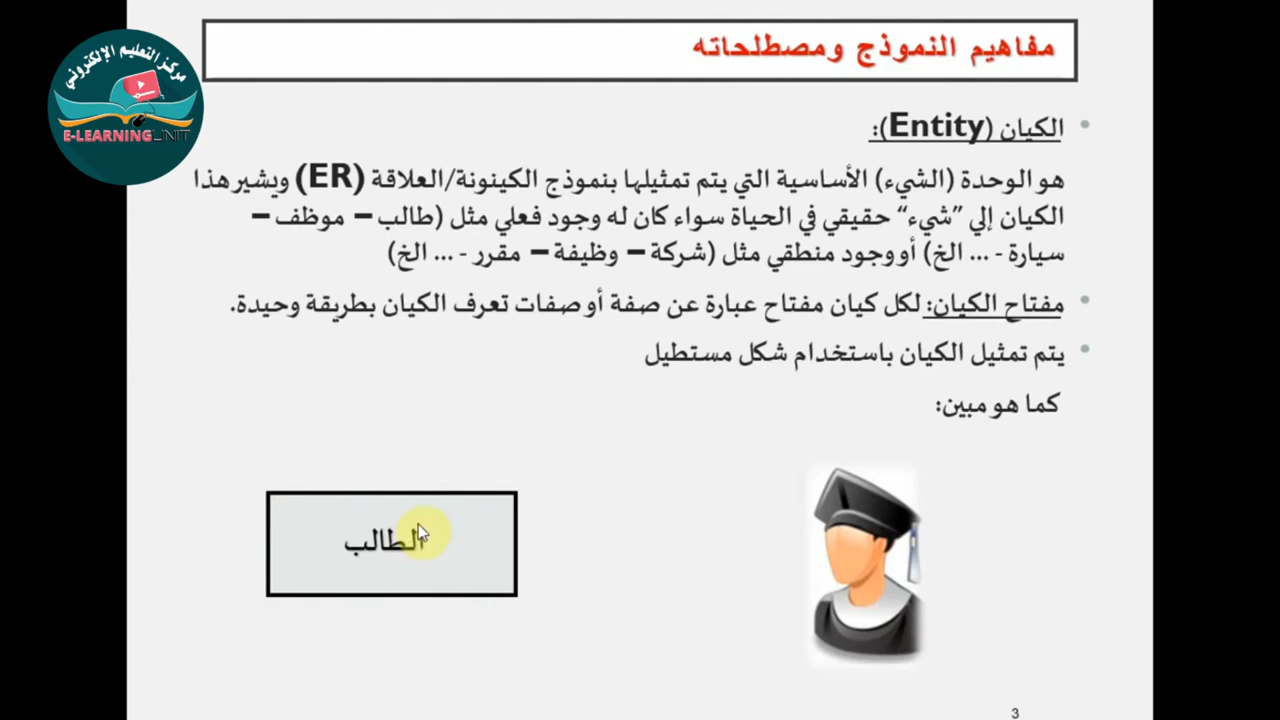 مفاهيم النموذج ومصطلحاته
مركز التعليم الإلكتروني
E-LEARNING UNIT
الكيان (Entity):
هو الوحدة (الشيء) الأساسية التي يتم تمثيلها بنموذج الكينونة/العلاقة (ER) ويشير هذا
الكيان إلي ”شيء“ حقيقي في الحياة سواء كان له وجود فعلي مثل (طالب – موظف –
سيارة - ... الخ) أو وجود منطقي مثل (شركة – وظيفة – مقرر - ... الخ)
مفتاح الكيان: لكل كيان مفتاح عبارة عن صفة أو صفات تعرف الكيان بطريقة وحيدة.
يتم تمثيل الكيان باستخدام شكل مستطيل
كما هو مبين:
الطالب
3